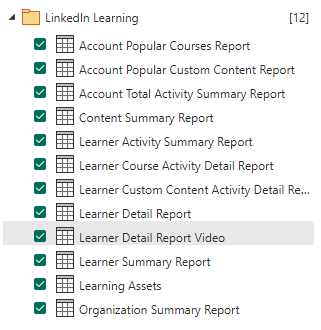 LinkedIn Learning [12]
Account Popular Courses Report
Account Popular Custom Content Report
Account Total Activity Summary Report
Content Summary Report
Learner Activity Summary Report
Learner Course Activity Detail Report
Learner Custom Content Activity Detail Re...
Learner Detail Report
Learner Detail Report Video
Learner Summary Report
Learning Assets
Organization Summary Report